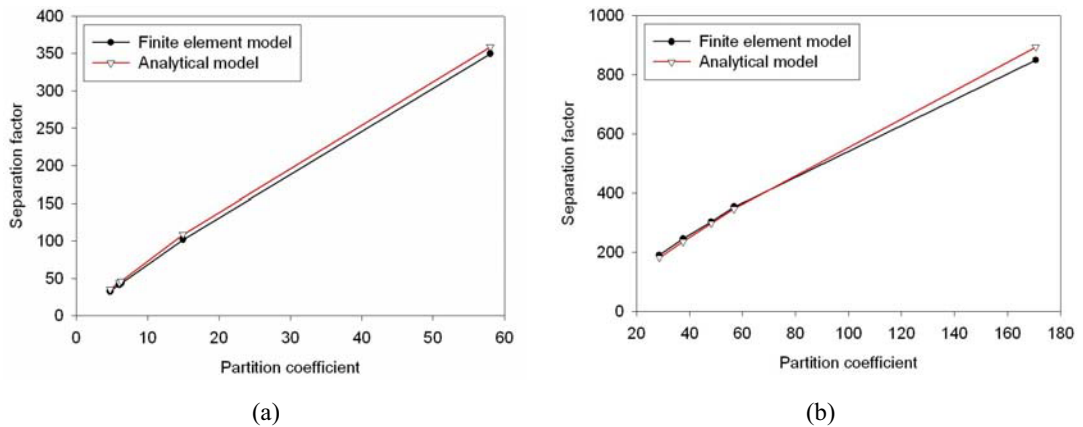 400
350
300
250
200
150
100
50
0
Separation factor
Finite element model
Analytical model
0 10 20 30 40 50 60
Partition coefficient
(a)
1000
800
600
400
200
0
Separation factor
Finite element model
Analytical model
20 40 60 80 100 120 140 160 180
Partition coefficient
(b)